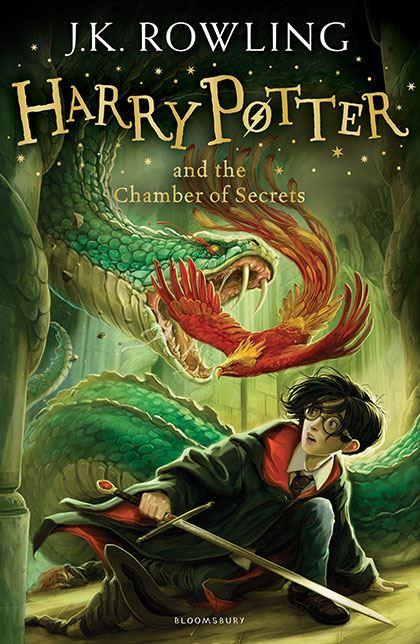 J.K. ROWLING
HARRY POTTER
and the
Chamber of Secrets
BLOOMSBURY